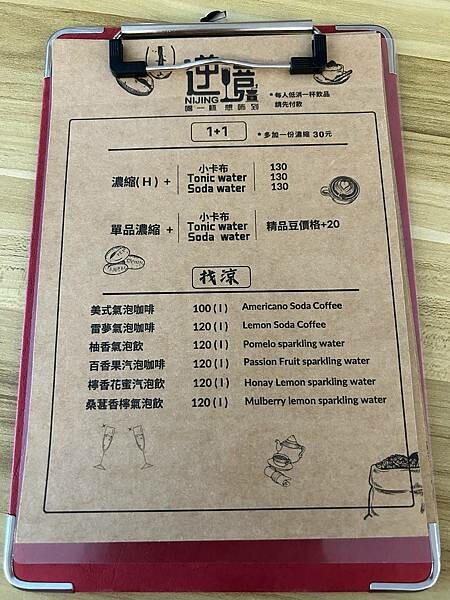 逆境
NIJING
喝一杯 想喝到
*每人低消一杯飲品
請先付款
1+1
*多加一份濃縮 30元
小卡布 130
濃縮(H) + Tonic water 130
Soda water 130
小卡布
單品濃縮 + Tonic water 精品豆價格+20
Soda water
找涼
美式氣泡咖啡 100(I) Americano Soda Coffee
雷夢氣泡咖啡 120(I) Lemon Soda Coffee
柚香氣泡飲 120(I) Pomelo sparkling water
百香果汽泡咖啡 120(I) Passion Fruit sparkling water
檸香花蜜汽泡飲 120(I) Honay Lemon sparkling water
桑葚香檸氣泡飲 120(I) Mulberry lemon sparkling water